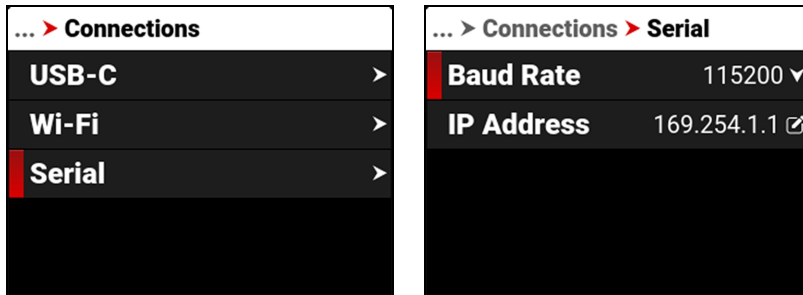 ... > Connections
USB-C
Wi-Fi
Serial
... > Connections > Serial
Baud Rate 115200
IP Address 169.254.1.1